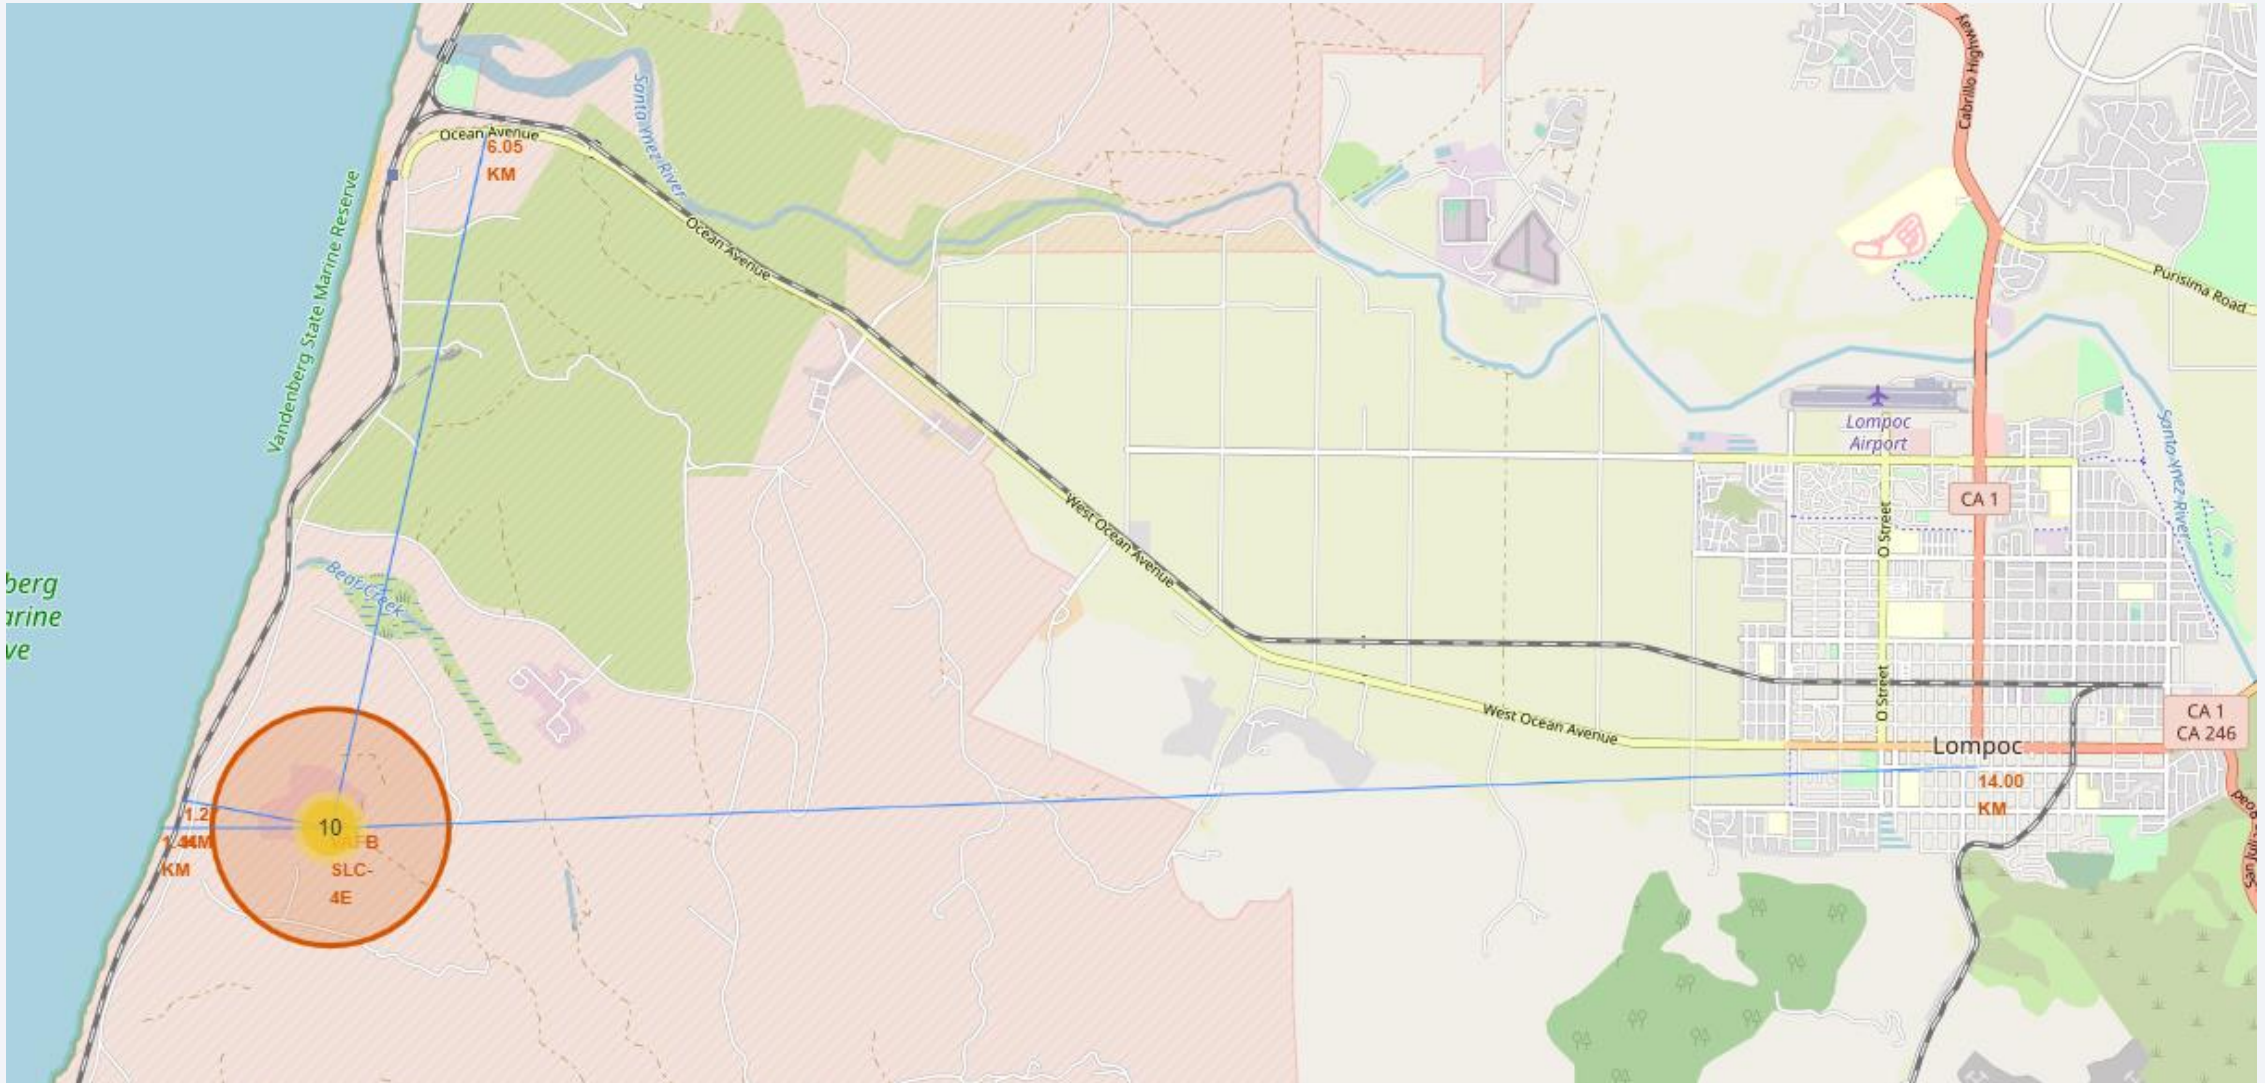 Cabrillo Highway
Ocean Avenue
6.05
KM
Santa Ynez River
Vandenberg State Marine Reserve
Ocean Avenue
Purisima Road
Lompoc
Airport
Santa Ynez River
CA 1
O Street
West Ocean Avenue
berg
arine
ve
Bear Creek
O Street
West Ocean Avenue
CA 1
CA 246
Lompoc
14.00
KM
10
SLC-
4E
KM